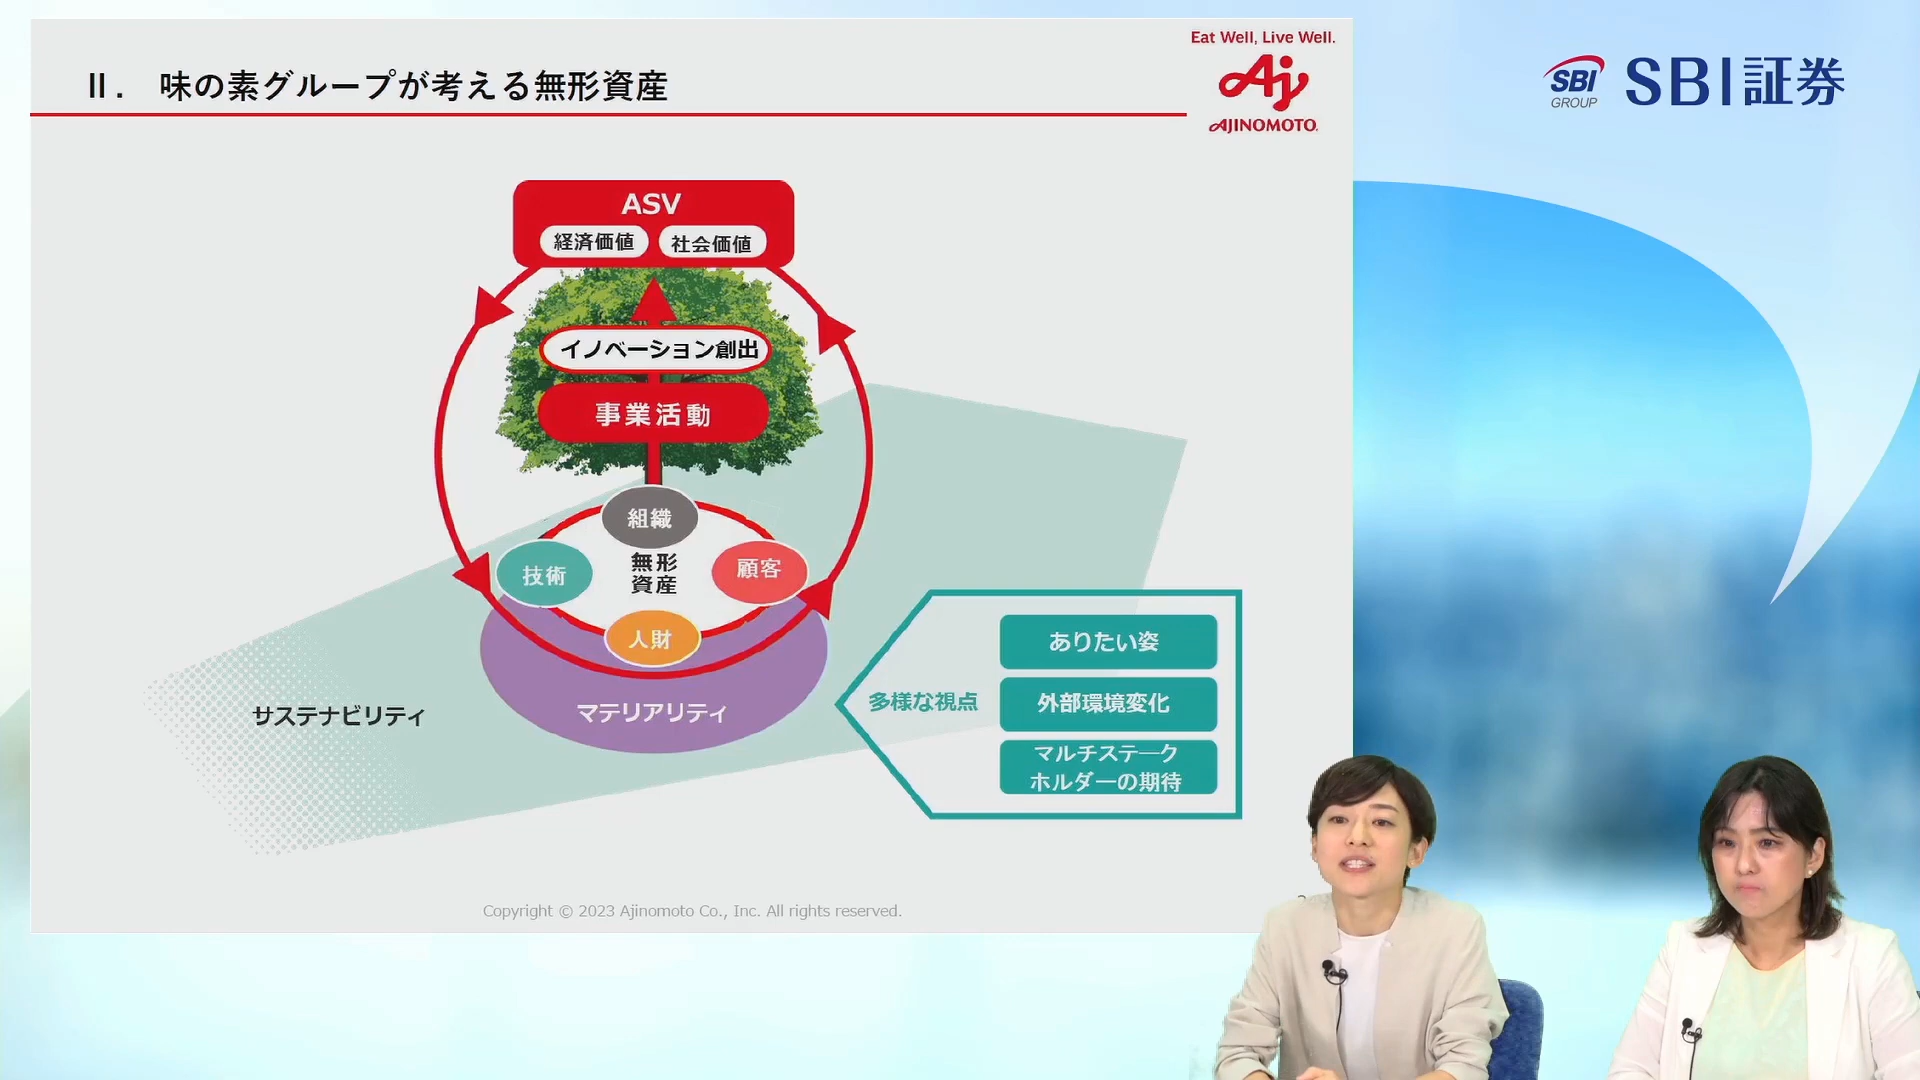 Ⅱ. 味の素グループが考える無形資産
Eat Well, Live Well.
Aj
AJINOMOTO
SBI
GROUP
SBI証券
ASV
経済価値
社会価値
イノベーション創出
事業活動
組織
技術
無形
資産
顧客
人財
マテリアリティ
サステナビリティ
多様な視点
ありたい姿
外部環境変化
マルチステーク
ホルダーの期待
Copyright © 2023 Ajinomoto Co., Inc. All rights reserved.